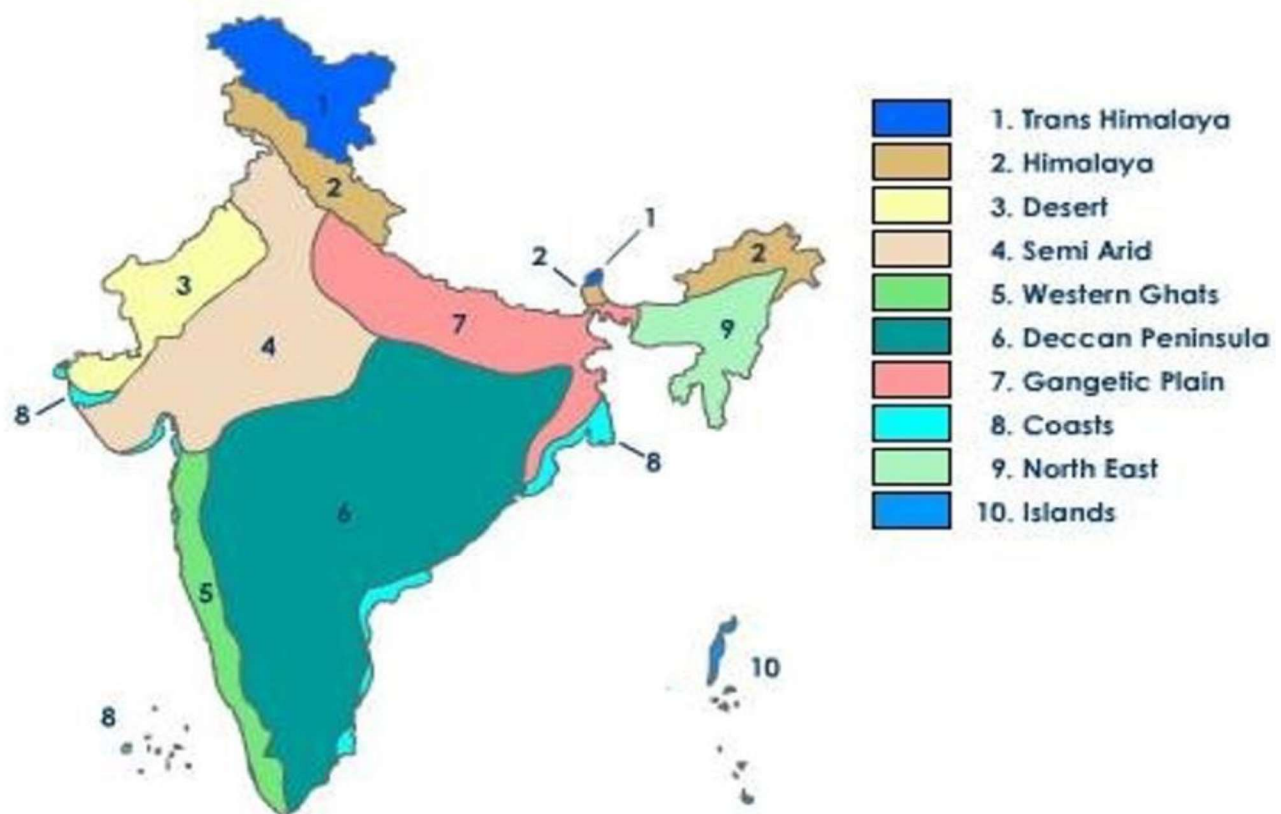 1
2
1
2
2
3
7
9
4
8
8
6
5
10
8
1. Trans Himalaya
2. Himalaya
3. Desert
4. Semi Arid
5. Western Ghats
6. Deccan Peninsula
7. Gangetic Plain
8. Coasts
9. North East
10. Islands